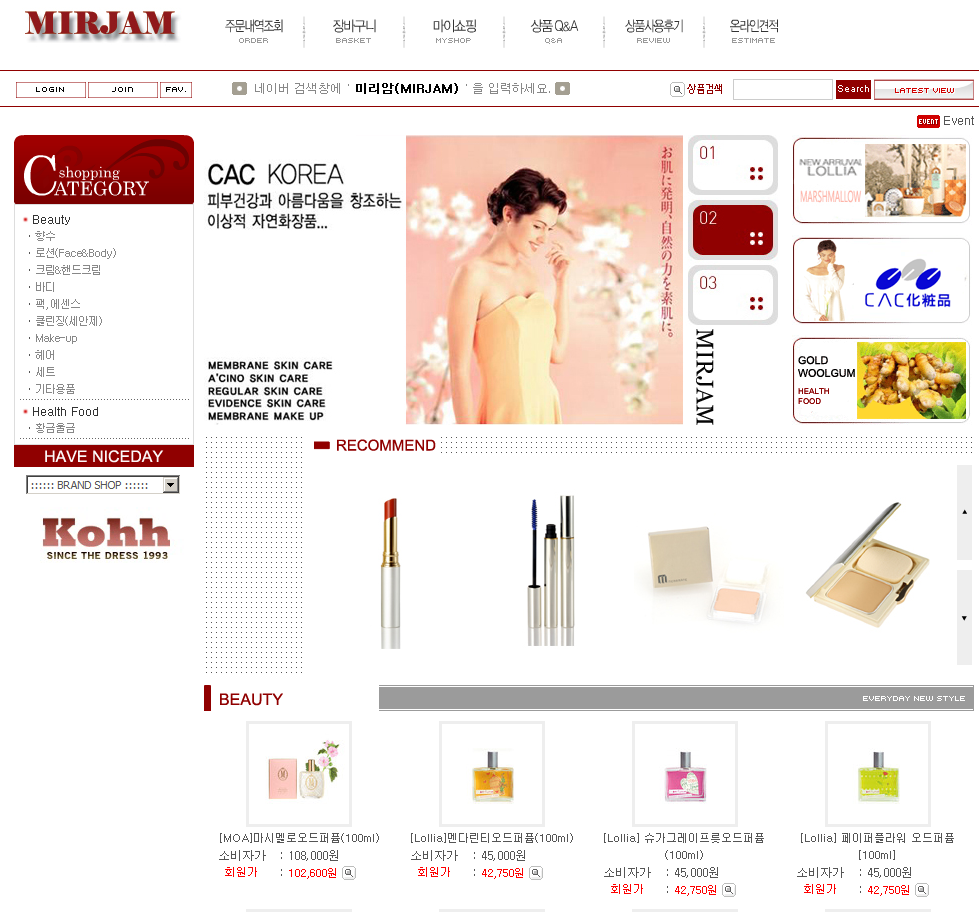 MIRJAM
주문내역조회 장바구니 마이쇼핑 상품 Q&A 상품사용후기 온라인견적
ORDER BASKET MYSHOP Q&A REVIEW ESTIMATE
LOGIN JOIN FAV.
네이버 검색창에 ' 미리암(MIRJAM) ' 을 입력하세요.
상품검색 Search LATEST VIEW
EVENT Event
shopping
CATEGORY
Beauty
· 향수
· 로션(Face&Body)
· 크림&핸드크림
· 바디
· 팩,에센스
· 클린징(세안제)
· Make-up
· 헤어
· 세트
· 기타용품
Health Food
· 황금울금
HAVE NICEDAY
:::::: BRAND SHOP ::::::
Kohh
SINCE THE DRESS 1993
CAC KOREA
피부건강과 아름다움을 창조하는
이상적 자연화장품...
MEMBRANE SKIN CARE
A'CINO SKIN CARE
REGULAR SKIN CARE
EVIDENCE SKIN CARE
MEMBRANE MAKE UP
お肌に発明、自然の力を素肌に。
01
02
03
MIRJAM
NEW ARRUVAL
LOLLIA
MARSHMALLOW
CAC化粧品
GOLD
WOOLGUM
HEALTH
FOOD
RECOMMEND
m
BEAUTY
EVERYDAY NEW STYLE
[MOA]마시멜로오드퍼퓸(100ml)
소비자가 : 108,000원
회원가 : 102,600원
[Lollia]멘다린티오드퍼퓸(100ml)
소비자가 : 45,000원
회원가 : 42,750원
[Lollia] 슈가그레이프룻오드퍼퓸
(100ml)
소비자가 : 45,000원
회원가 : 42,750원
[Lollia] 페이퍼플라워 오드퍼퓸
[100ml]
소비자가 : 45,000원
회원가 : 42,750원